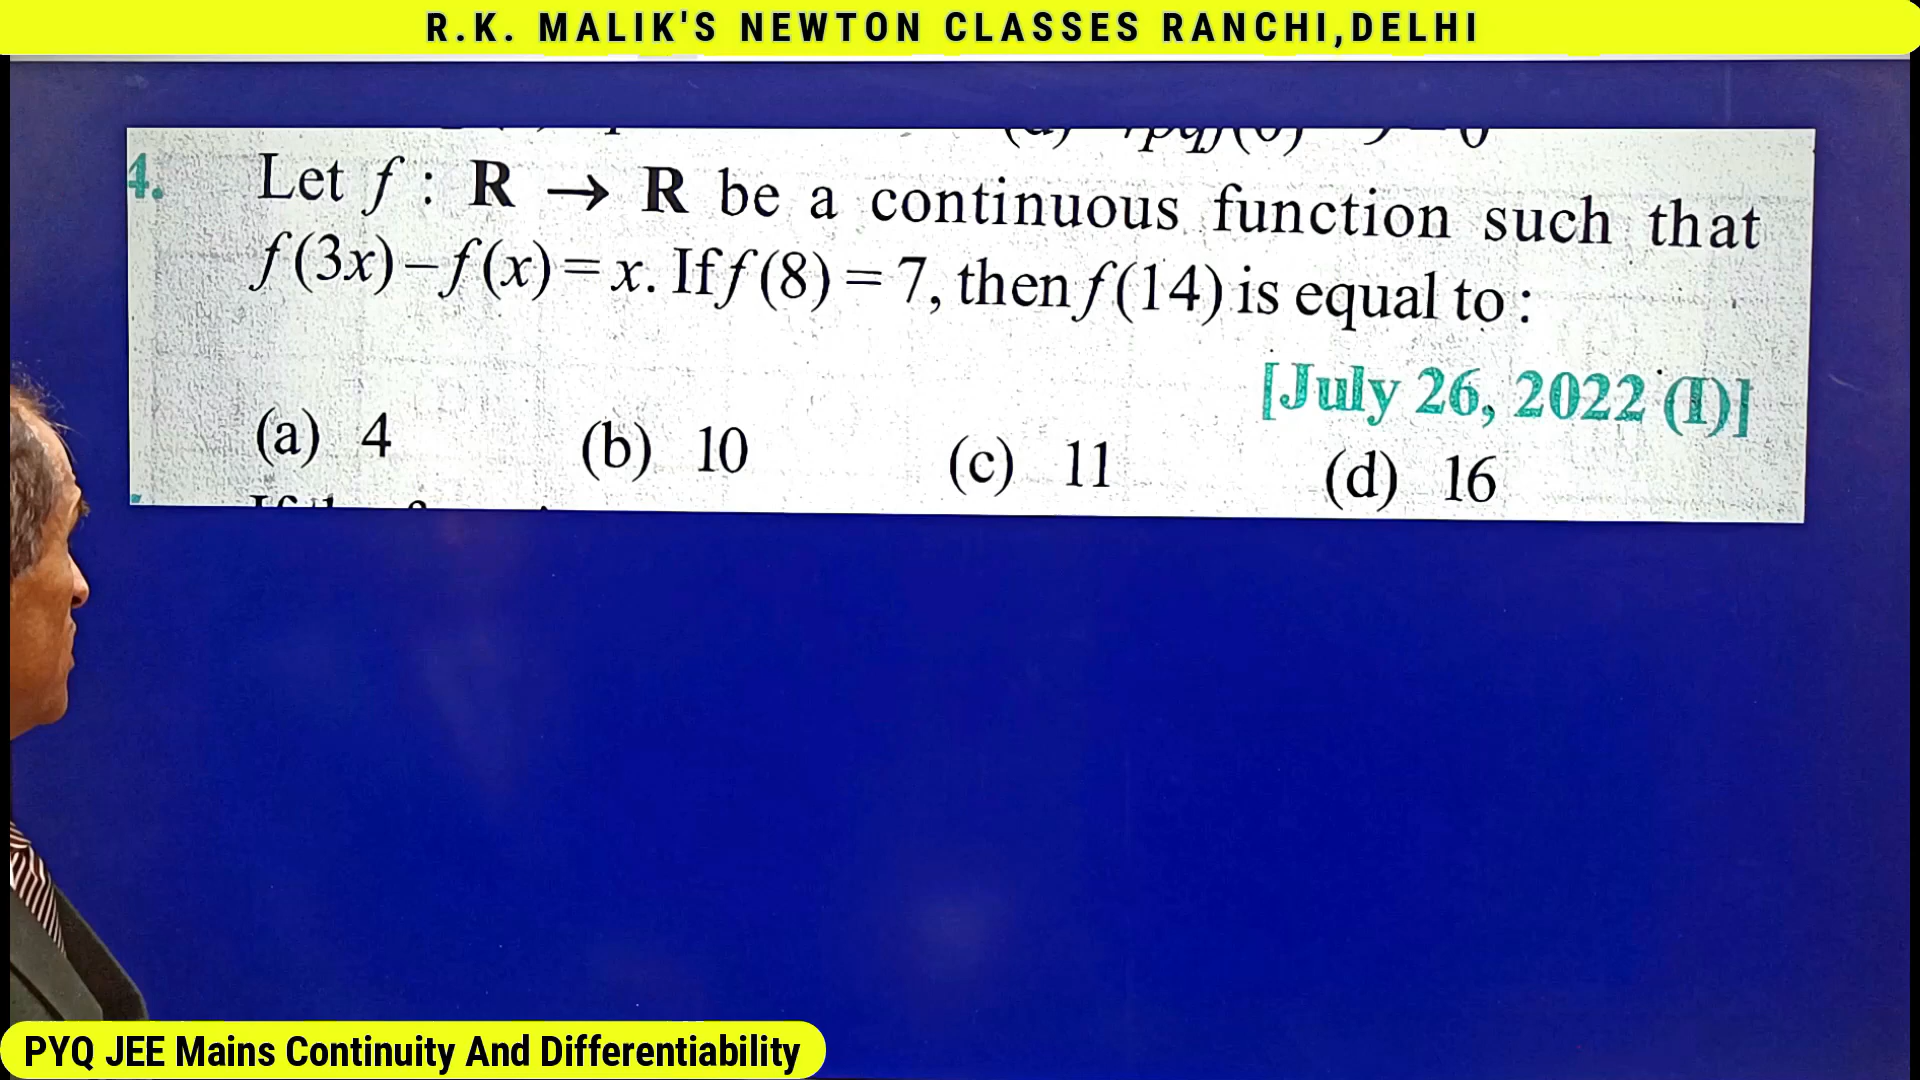 R.K. MALIK'S NEWTON CLASSES RANCHI,DELHI
4. Let f : R → R be a continuous function such that
f(3x) – f(x) = x. If f(8) = 7, then f(14) is equal to :
[July 26, 2022 (I)]
(a) 4 (b) 10 (c) 11 (d) 16
PYQ JEE Mains Continuity And Differentiability